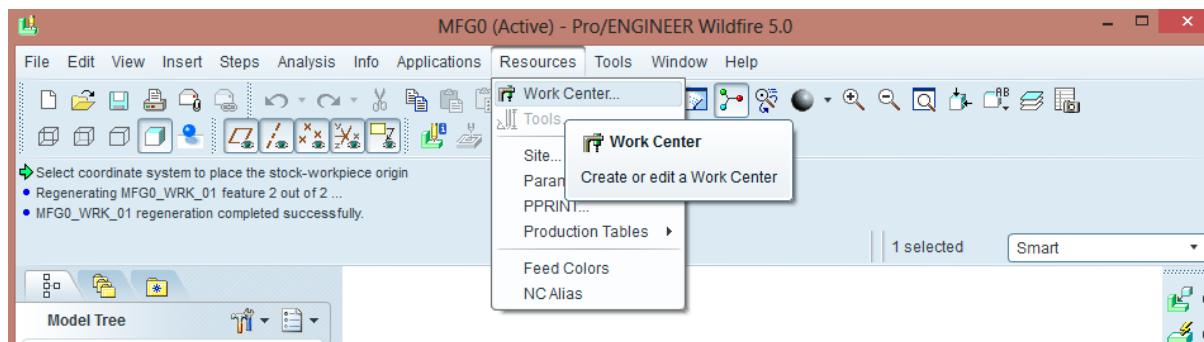 MFG0 (Active) - Pro/ENGINEER Wildfire 5.0
File Edit View Insert Steps Analysis Info Applications Resources Tools Window Help
Work Center...
Tools
Work Center
Create or edit a Work Center
Site...
Param
PPRINT...
Production Tables
Feed Colors
NC Alias
Select coordinate system to place the stock-workpiece origin
Regenerating MFG0_WRK_01 feature 2 out of 2 ...
MFG0_WRK_01 regeneration completed successfully.
1 selected
Smart
Model Tree